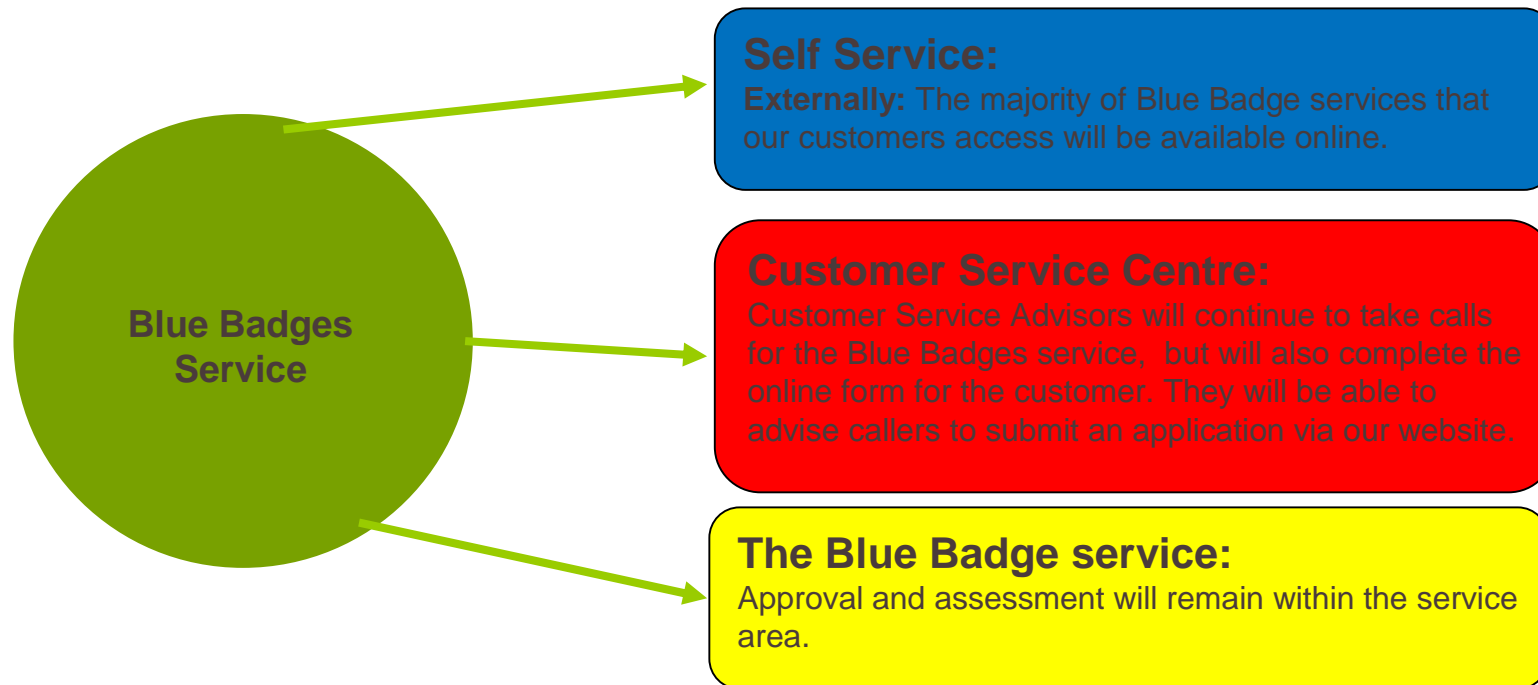 Self Service:
Externally: The majority of Blue Badge services that
our customers access will be available online.
Blue Badges
Service
Customer Service Centre:
Customer Service Advisors will continue to take calls
for the Blue Badges service,  but will also complete the
online form for the customer. They will be able to
advise callers to submit an application via our website.
The Blue Badge service:
Approval and assessment will remain within the service
area.